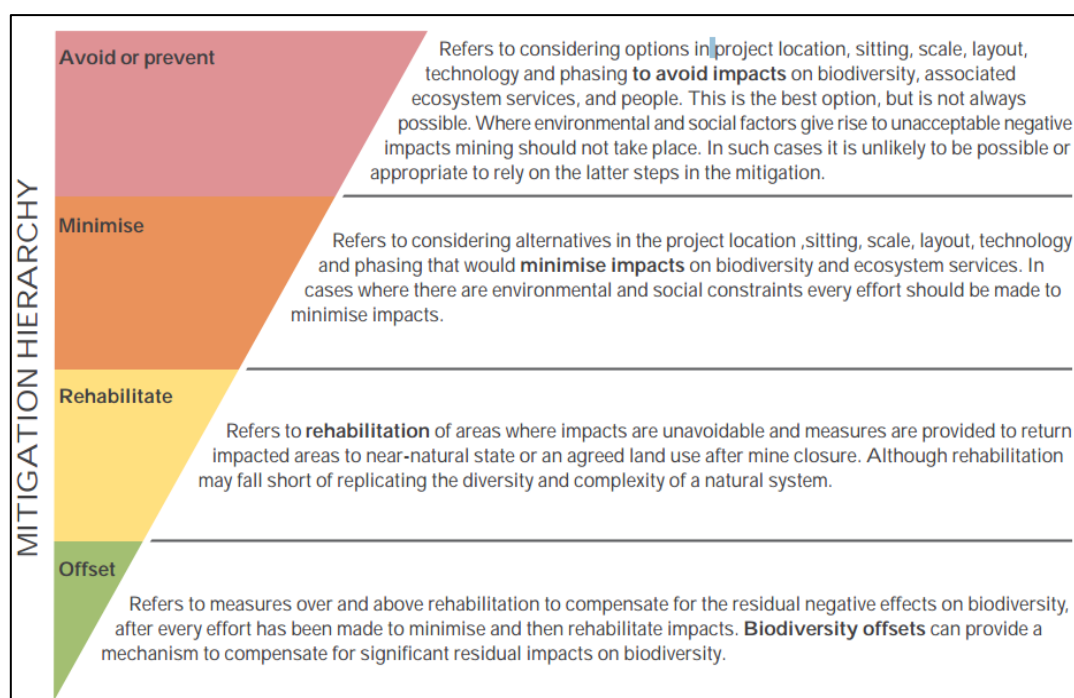 MITIGATION HIERARCHY
Avoid or prevent
Refers to considering options in project location, sitting, scale, layout,
technology and phasing to avoid impacts on biodiversity, associated
ecosystem services, and people. This is the best option, but is not always
possible. Where environmental and social factors give rise to unacceptable negative
impacts mining should not take place. In such cases it is unlikely to be possible or
appropriate to rely on the latter steps in the mitigation.
Minimise
Refers to considering alternatives in the project location ,sitting, scale, layout, technology
and phasing that would minimise impacts on biodiversity and ecosystem services. In
cases where there are environmental and social constraints every effort should be made to
minimise impacts.
Rehabilitate
Refers to rehabilitation of areas where impacts are unavoidable and measures are provided to return
impacted areas to near-natural state or an agreed land use after mine closure. Although rehabilitation
may fall short of replicating the diversity and complexity of a natural system.
Offset
Refers to measures over and above rehabilitation to compensate for the residual negative effects on biodiversity,
after every effort has been made to minimise and then rehabilitate impacts. Biodiversity offsets can provide a
mechanism to compensate for significant residual impacts on biodiversity.